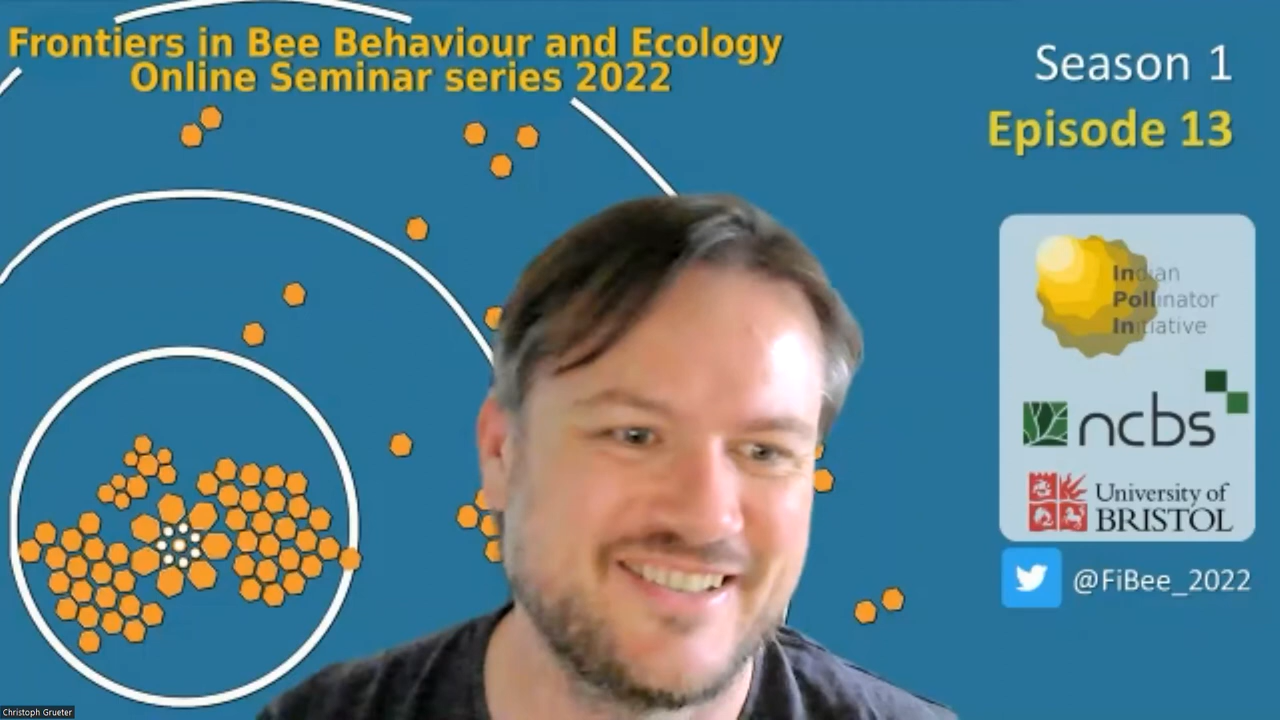 Frontiers in Bee Behaviour and Ecology
Online Seminar series 2022
Season 1
Episode 13
Indian
Pollinator
Initiative
ncbs
University of
BRISTOL
@FiBee_2022
Christoph Grueter